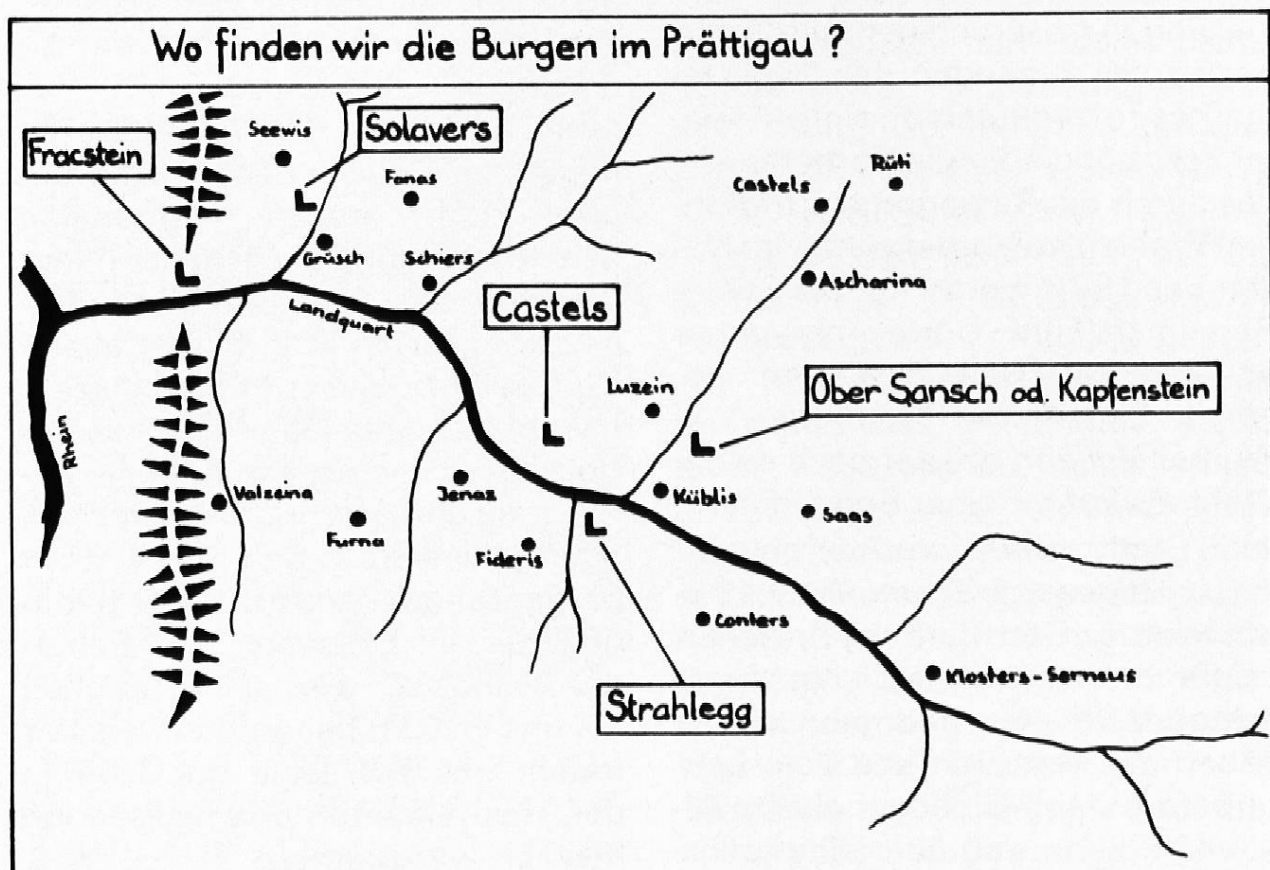 Wo finden wir die Burgen im Prättigau?
Solavers
Seewis
Fracstein
Fanas
Rüti
Castels
Grüsch
Schiers
Ascharina
Landquart
Castels
Luzein
Ober Sansch od. Kapfenstein
Rhein
Valzeina
Jenaz
Küblis
Saas
Furna
Fideris
Conters
Klosters-Sernaus
Strahlegg